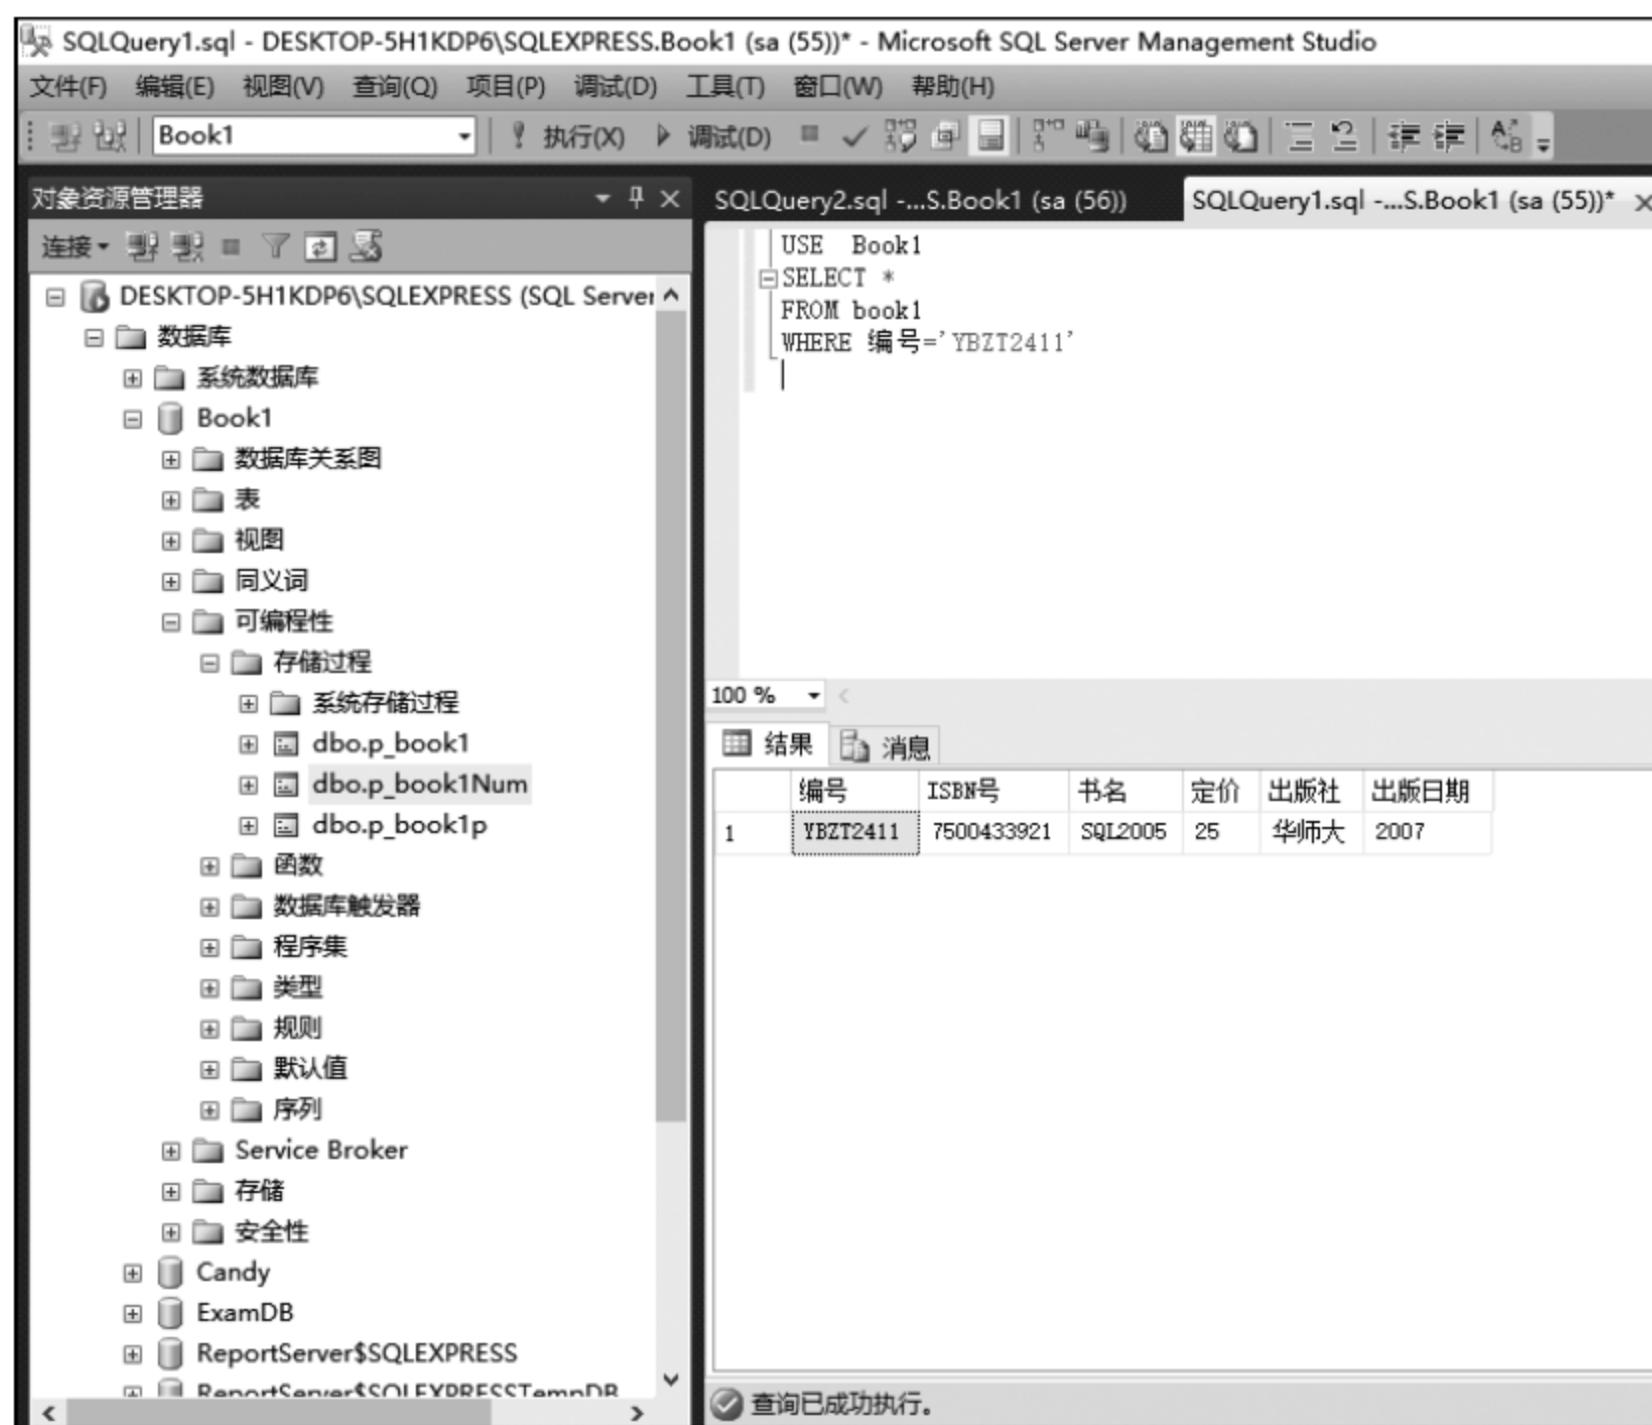 SQLQuery1.sql - DESKTOP-5H1KDP6\SQLEXPRESS.Book1 (sa (55))* - Microsoft SQL Server Management Studio
文件(F) 编辑(E) 视图(V) 查询(Q) 项目(P) 调试(D) 工具(T) 窗口(W) 帮助(H)
Book1 执行(X) 调试(D)
对象资源管理器
连接
DESKTOP-5H1KDP6\SQLEXPRESS (SQL Server
数据库
系统数据库
Book1
数据库关系图
表
视图
同义词
可编程性
存储过程
系统存储过程
dbo.p_book1
dbo.p_book1Num
dbo.p_book1p
函数
数据库触发器
程序集
类型
规则
默认值
序列
Service Broker
存储
安全性
Candy
ExamDB
ReportServer$SQLEXPRESS
ReportServer$SQLEXPRESSTempDB
SQLQuery2.sql -...S.Book1 (sa (56)) SQLQuery1.sql -...S.Book1 (sa (55))*
USE Book1
SELECT *
FROM book1
WHERE 编号='YBZT2411'
100 %
结果 消息
编号 ISBN号 书名 定价 出版社 出版日期
1 YBZT2411 7500433921 SQL2005 25 华师大 2007
查询已成功执行。